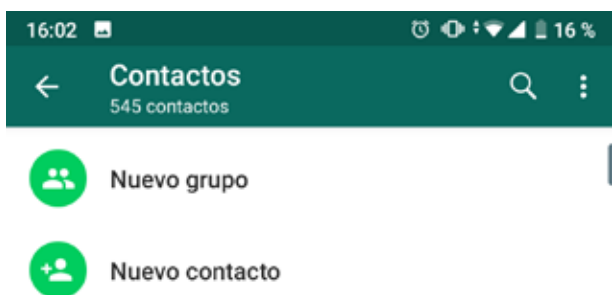 16:02 16 %
Contactos
545 contactos
Nuevo grupo
Nuevo contacto